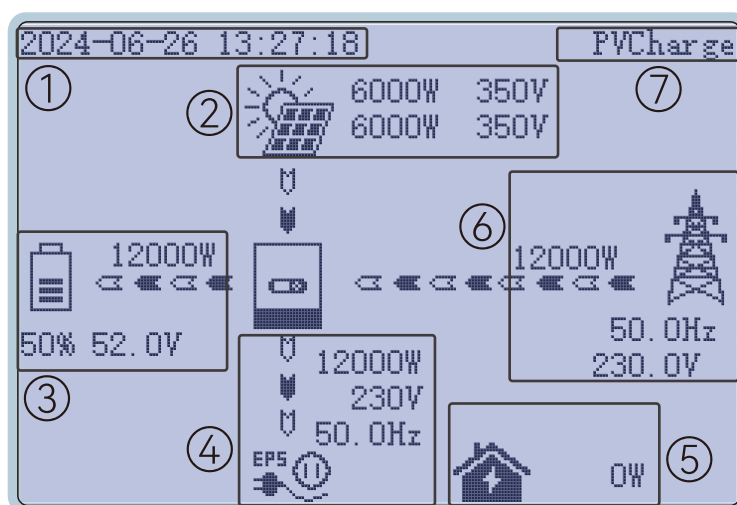 2024-06-26 13:27:18
PVCharge
①
②
6000W 350V
6000W 350V
⑦
⑥
12000W
12000W
50% 52.0V
50.0Hz
230.0V
③
12000W
230V
50.0Hz
④
EPS
⑤
0W